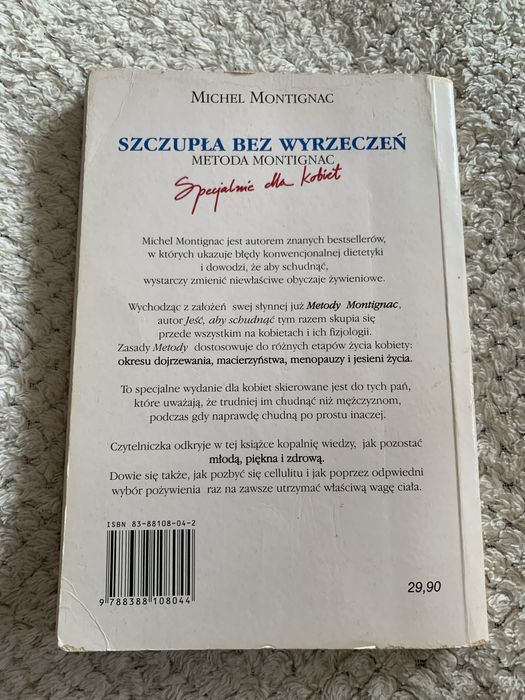 MICHEL MONTIGNAC
SZCZUPŁA BEZ WYRZECZEŃ
METODA MONTIGNAC
Specjalnie dla kobiet
Michel Montignac jest autorem znanych bestsellerów,
w których ukazuje błędy konwencjonalnej dietetyki
i dowodzi, że aby schudnąć,
wystarczy zmienić niewłaściwe obyczaje żywieniowe.
Wychodząc z założeń swej słynnej już Metody Montignac,
autor Jeść, aby schudnąć tym razem skupia się
przede wszystkim na kobietach i ich fizjologii.
Zasady Metody dostosowuje do różnych etapów życia kobiety:
okresu dojrzewania, macierzyństwa, menopauzy i jesieni życia.
To specjalne wydanie dla kobiet skierowane jest do tych pań,
które uważają, że trudniej im chudnąć niż mężczyznom,
podczas gdy naprawdę chudną po prostu inaczej.
Czytelniczka odkryje w tej książce kopalnię wiedzy, jak pozostać
młodą, piękna i zdrową.
Dowie się także, jak pozbyć się cellulitu i jak poprzez odpwiedni
wybór pożywienia raz na zawsze utrzymać właściwą wagę ciała.
ISBN 83-88108-04-2
9 788388 108044
29,90